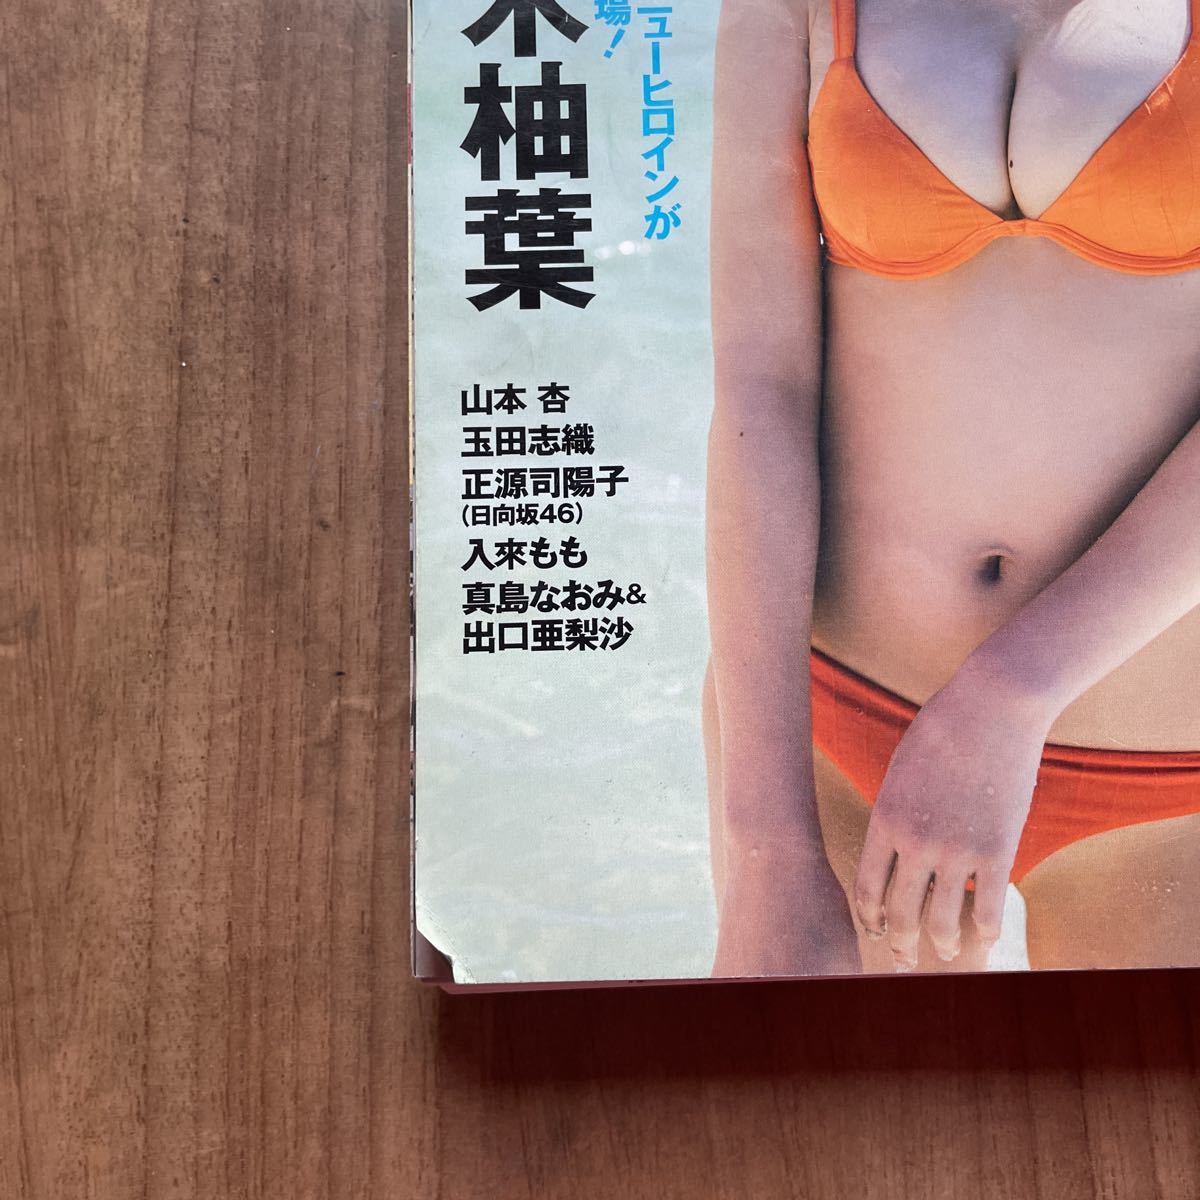 ニューヒロインが
場!
木柚葉
山本 杏
玉田志織
正源司陽子
(日向坂46)
入來もも
真島なおみ&
出口亜梨沙